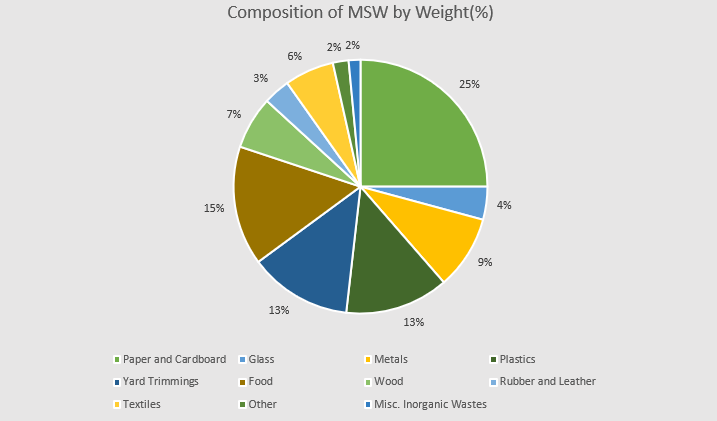 Composition of MSW by Weight(%)
2% 2%
6%
25%
3%
7%
4%
15%
9%
13%
13%
Paper and Cardboard Glass Metals Plastics
Yard Trimmings Food Wood Rubber and Leather
Textiles Other Misc. Inorganic Wastes